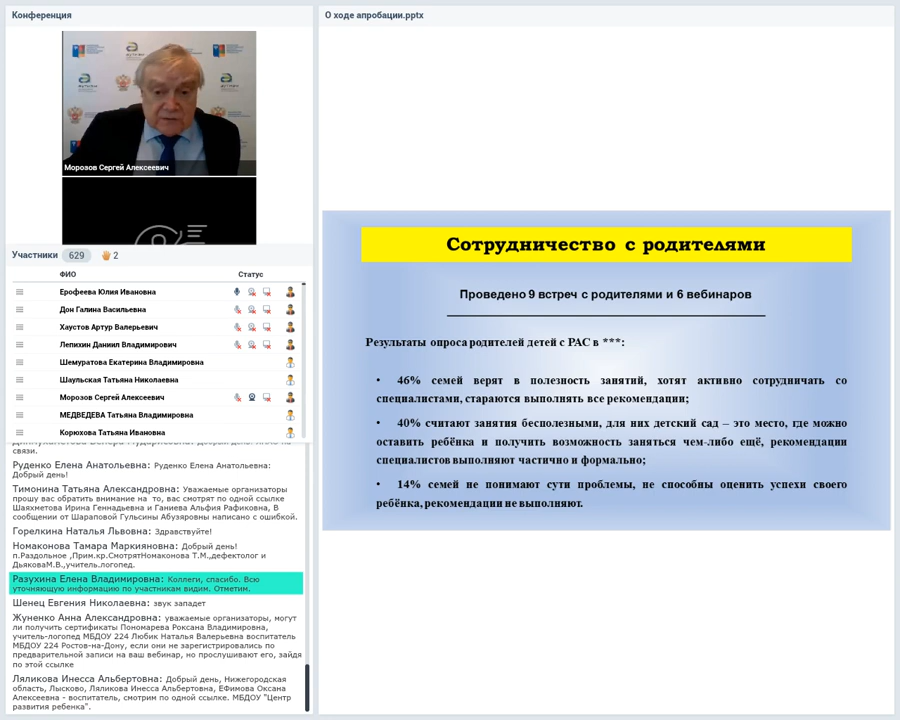 Конференция
Морозов Сергей Алексеевич
Участники 629 2
ФИО Статус
Ерофеева Юлия Ивановна
Дон Галина Васильевна
Хаустов Артур Валерьевич
Лепихин Даниил Владимирович
Шемуратова Екатерина Владимировна
Шаульская Татьяна Николаевна
Морозов Сергей Алексеевич
МЕДВЕДЕВА Татьяна Владимировна
Корюхова Татьяна Ивановна
связи.
Руденко Елена Анатольевна: Руденко Елена Анатольевна:
Добрый день!
Тимонина Татьяна Александровна: Уважаемые организаторы
прошу вас обратить внимание на то, вас смотрят по одной ссылке
Шаяхметова Ирина Геннадьевна и Ганиева Альфия Рафиковна, В
сообщении от Шараповой Гульсины Абузяровны написано с ошибкой.
Горелкина Наталья Львовна: Здравствуйте!
Номаконова Тамара Маркияновна: Добрый день!
п.Раздольное ,Прим.кр.СмотрятНомаконова Т.М.,дефектолог и
ДьяковаМ.В.,учитель.логопед.
Разухина Елена Владимировна: Коллеги, спасибо. Всю
уточняющую информацию по участникам видим. Отметим.
Шенец Евгения Николаевна: звук западет
Жуненко Анна Александровна: уважаемые организаторы, могут
ли получить сертификаты Пономарева Роксана Владимировна,
учитель-логопед МБДОУ 224 Любик Наталья Валерьевна воспитатель
МБДОУ 224 Ростов-на-Дону, если они не зарегистрировались по
предварительной записи на ваш вебинар, но прослушивают его, зайдя
по этой ссылке
Ляликова Инесса Альбертовна: Добрый день, Нижегородская
область, Лысково, Ляликова Инесса Альбертовна, ЕФимова Оксана
Алексеевна - воспитатель, смотрим по одной ссылке. МБДОУ "Центр
развития ребенка".
О ходе апробации.pptx
Сотрудничество с родителями
Проведено 9 встреч с родителями и 6 вебинаров
Результаты опроса родителей детей с РАС в ***:
• 46% семей верят в полезность занятий, хотят активно сотрудничать со
специалистами, стараются выполнять все рекомендации;
• 40% считают занятия бесполезными, для них детский сад – это место, где можно
оставить ребёнка и получить возможность заняться чем-либо ещё, рекомендации
специалистов выполняют частично и формально;
• 14% семей не понимают сути проблемы, не способны оценить успехи своего
ребёнка, рекомендации не выполняют.